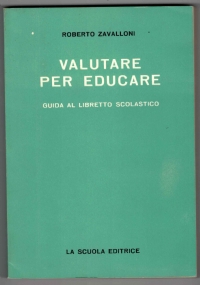 ROBERTO ZAVALLONI
VALUTARE
PER EDUCARE
GUIDA AL LIBRETTO SCOLASTICO
LA SCUOLA EDITRICE